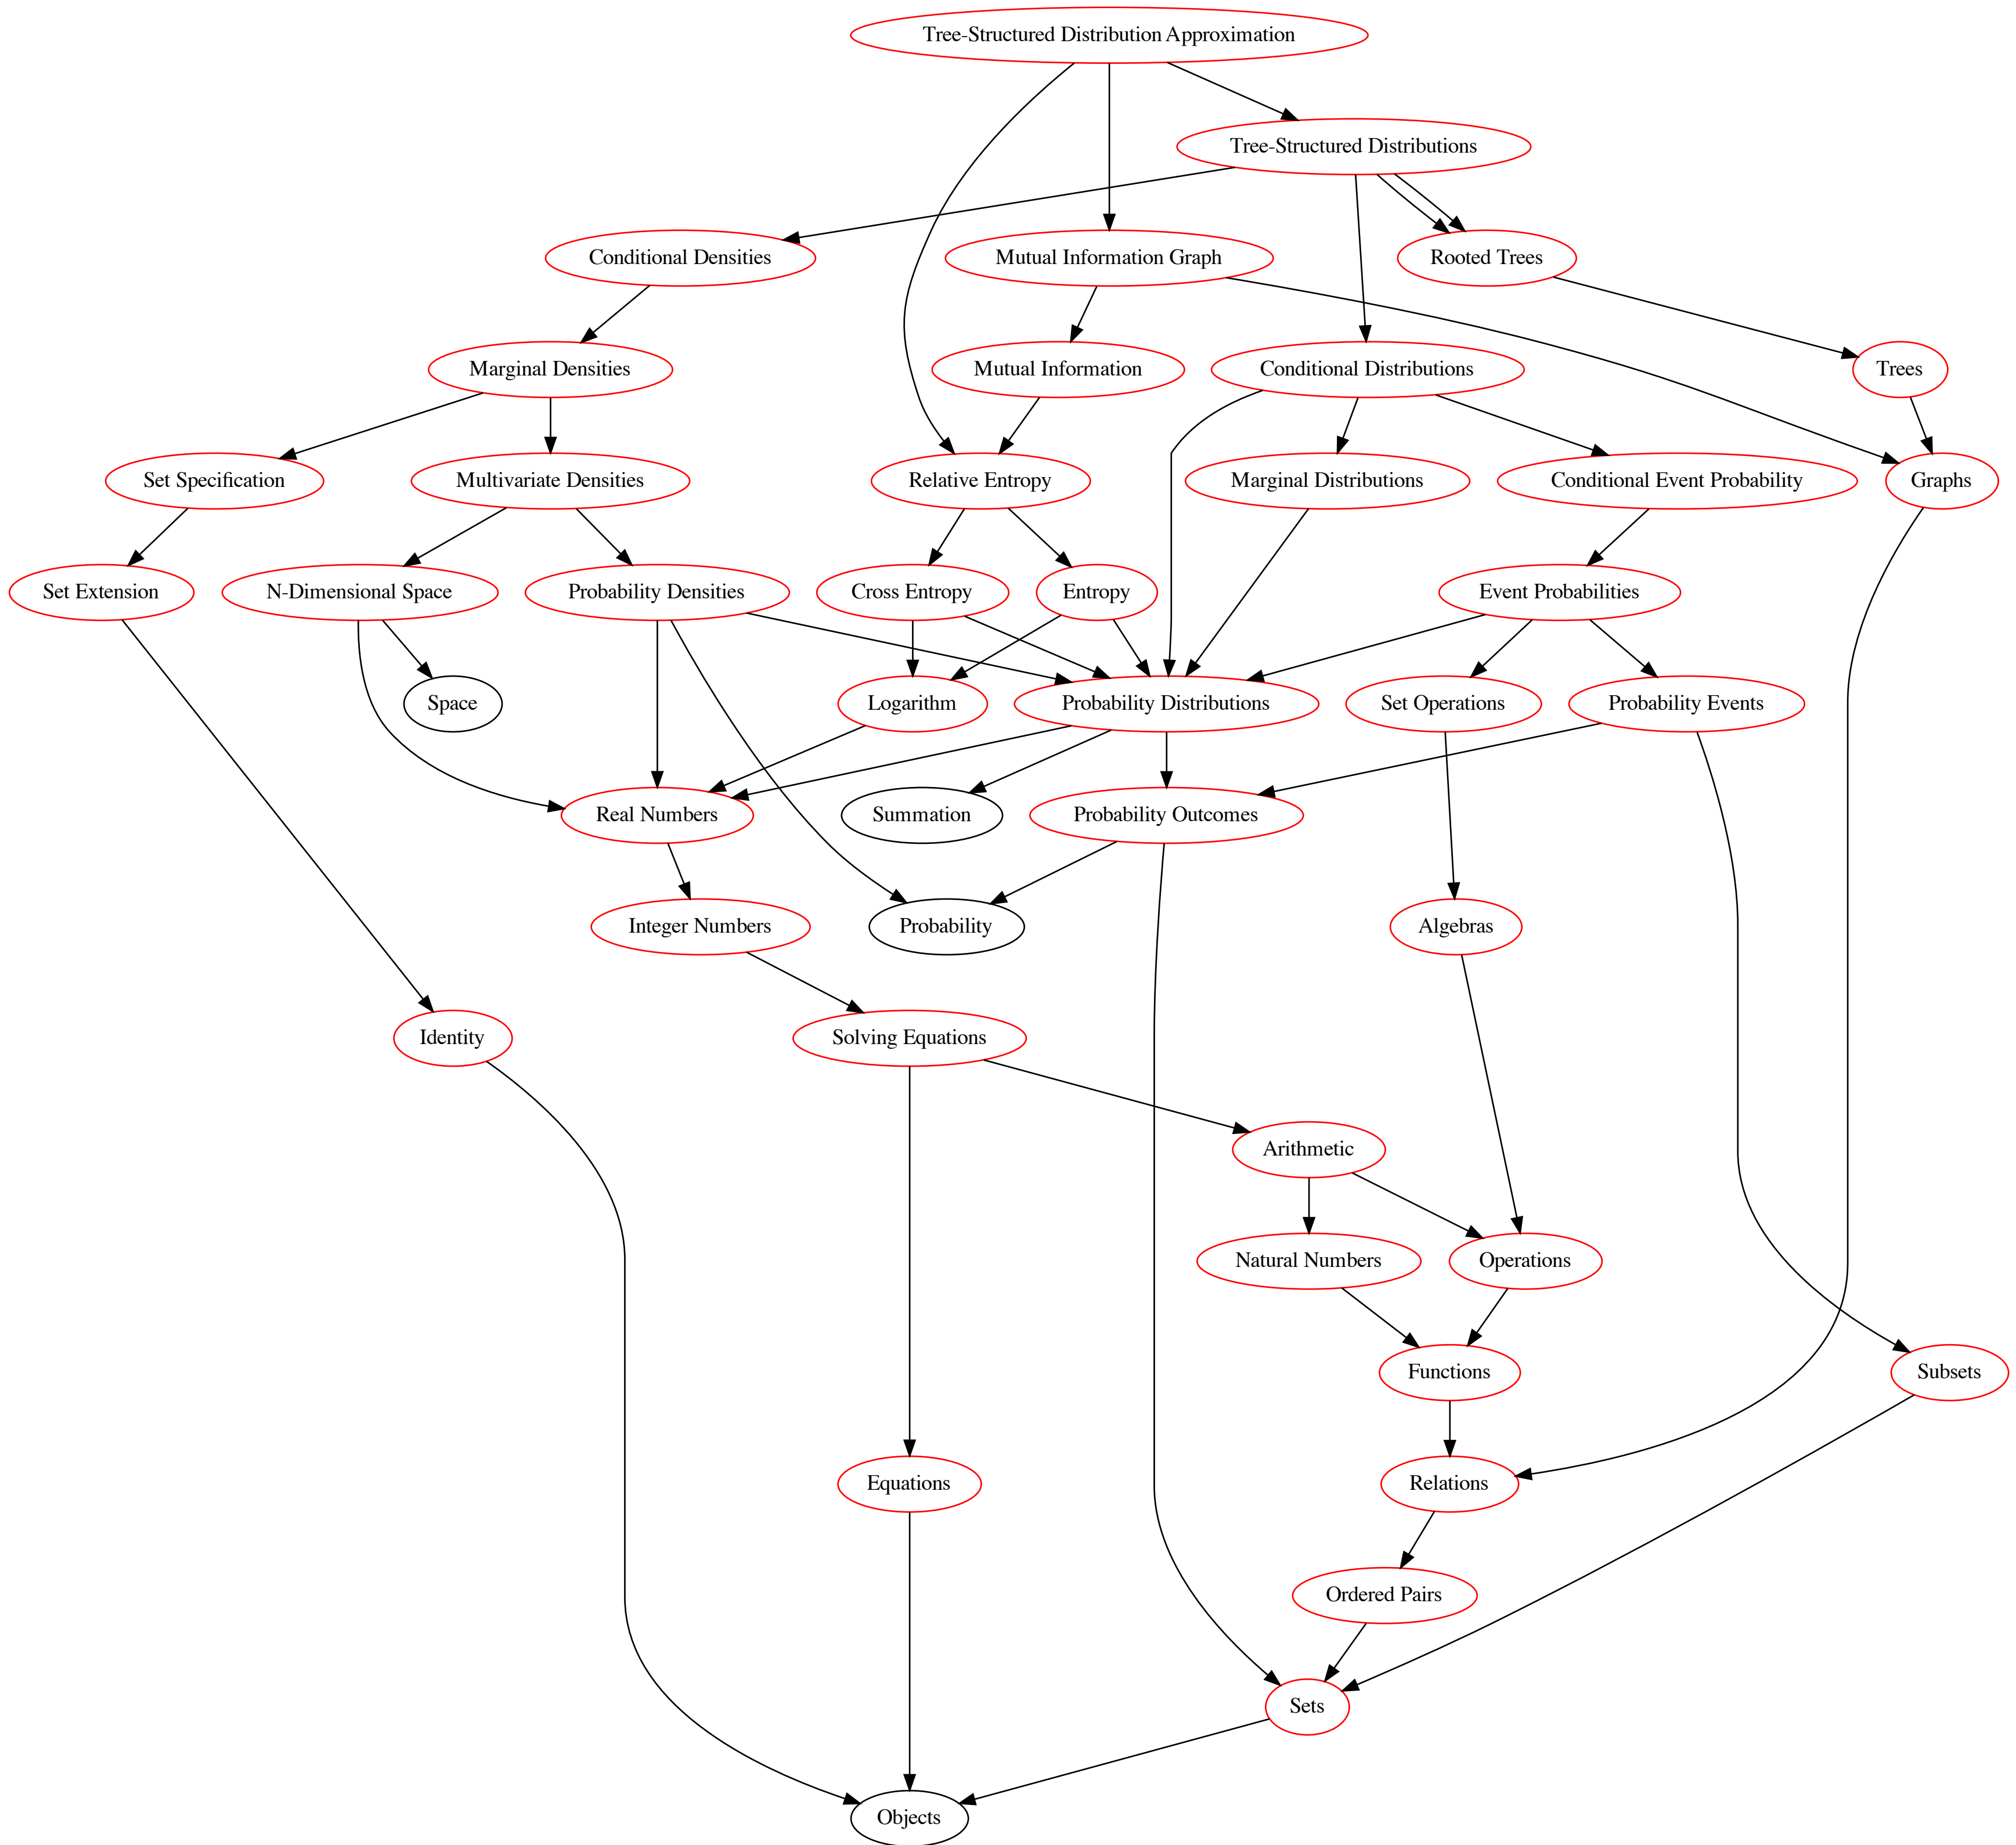 Tree-Structured Distribution Approximation
Tree-Structured Distributions
Conditional Densities
Mutual Information Graph
Rooted Trees
Marginal Densities
Mutual Information
Conditional Distributions
Trees
Set Specification
Multivariate Densities
Relative Entropy
Marginal Distributions
Conditional Event Probability
Graphs
Set Extension
N-Dimensional Space
Probability Densities
Cross Entropy
Entropy
Event Probabilities
Space
Logarithm
Probability Distributions
Set Operations
Probability Events
Real Numbers
Summation
Probability Outcomes
Integer Numbers
Probability
Algebras
Identity
Solving Equations
Arithmetic
Natural Numbers
Operations
Functions
Subsets
Equations
Relations
Ordered Pairs
Sets
Objects